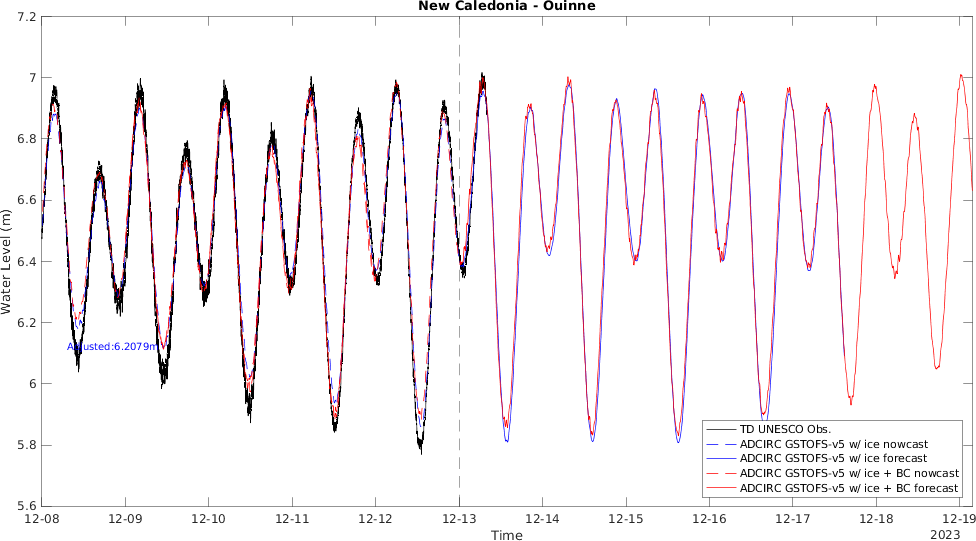 New Caledonia - Ouinne
7.2
7
6.8
6.6
6.4
6.2
6
5.8
5.6
Water Level (m)
Adjusted:6.2079m
TD UNESCO Obs.
ADCIRC GSTOFS-v5 w/ ice nowcast
ADCIRC GSTOFS-v5 w/ ice forecast
ADCIRC GSTOFS-v5 w/ ice + BC nowcast
ADCIRC GSTOFS-v5 w/ ice + BC forecast
12-08 12-09 12-10 12-11 12-12 12-13 12-14 12-15 12-16 12-17 12-18 12-19
Time
2023